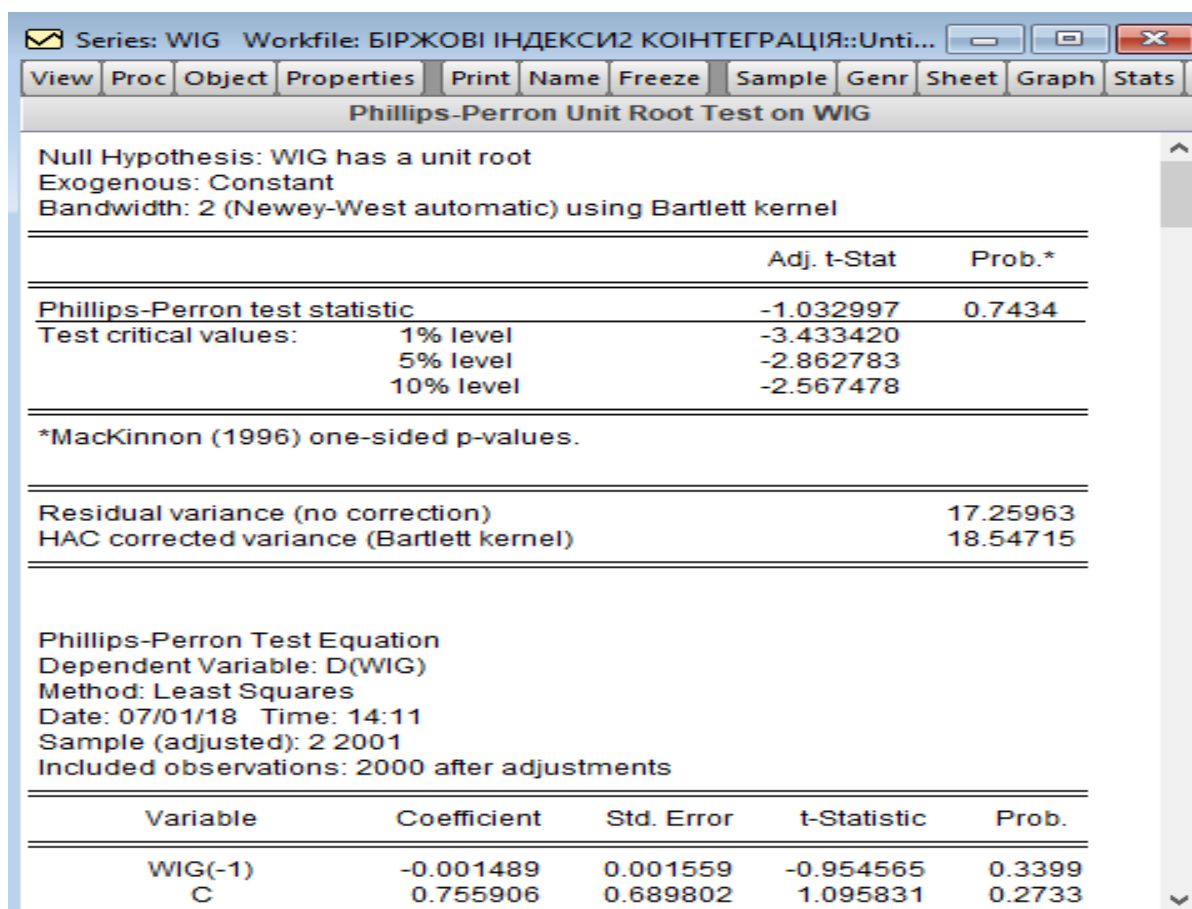 Series: WIG Workfile: БІРЖОВІ ІНДЕКСИ2 КОІНТЕГРАЦІЯ::Unti...
View Proc Object Properties Print Name Freeze Sample Genr Sheet Graph Stats
Phillips-Perron Unit Root Test on WIG
Null Hypothesis: WIG has a unit root
Exogenous: Constant
Bandwidth: 2 (Newey-West automatic) using Bartlett kernel
Adj. t-Stat Prob.*
Phillips-Perron test statistic -1.032997 0.7434
Test critical values: 1% level -3.433420
5% level -2.862783
10% level -2.567478
*MacKinnon (1996) one-sided p-values.
Residual variance (no correction) 17.25963
HAC corrected variance (Bartlett kernel) 18.54715
Phillips-Perron Test Equation
Dependent Variable: D(WIG)
Method: Least Squares
Date: 07/01/18 Time: 14:11
Sample (adjusted): 2 2001
Included observations: 2000 after adjustments
Variable Coefficient Std. Error t-Statistic Prob.
WIG(-1) -0.001489 0.001559 -0.954565 0.3399
C 0.755906 0.689802 1.095831 0.2733